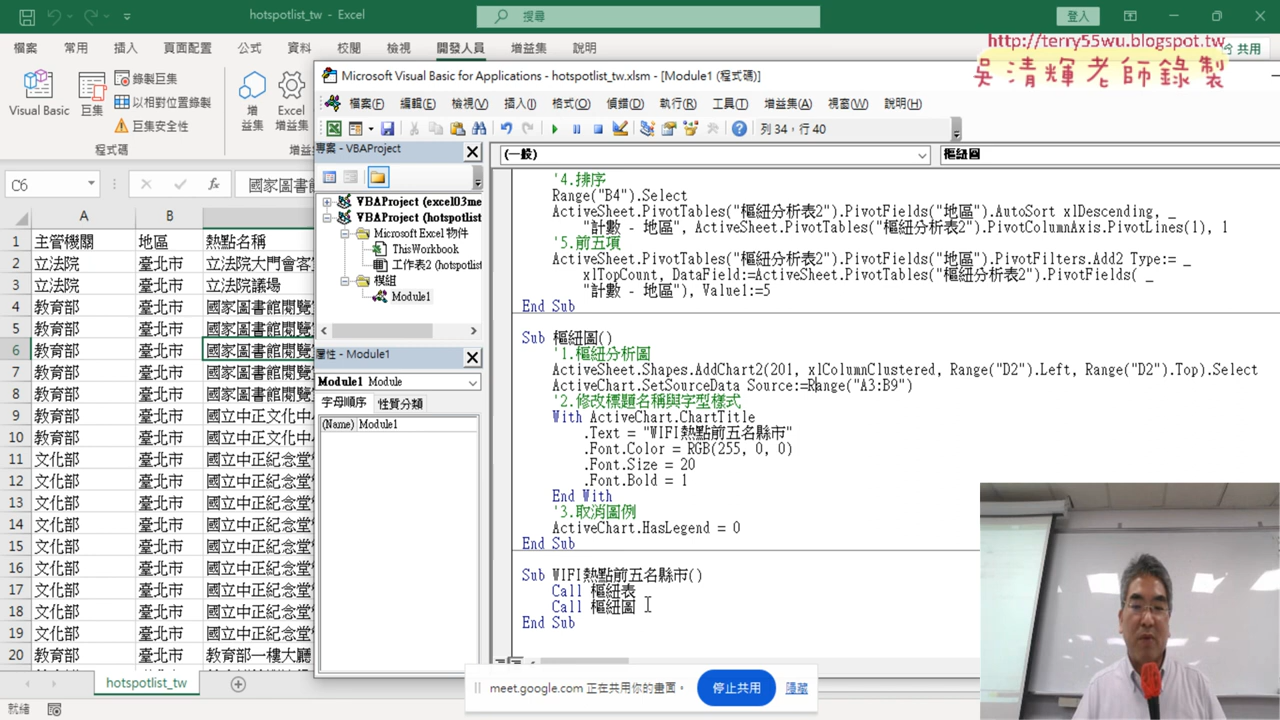 hotspotlist_tw - Excel
搜尋
登入
檔案 常用 插入 頁面配置 公式 資料 校閱 檢視 開發人員 增益集 說明
共用
http://terry55wu.blogspot.tw
吳清輝老師錄製
Visual Basic
巨集
錄製巨集
以相對位置錄製
巨集安全性
程式碼
增益集
Excel 增益集
C6
國家圖書
A B
1 主管機關 地區 熱點名稱
2 立法院 臺北市 立法院大門會客
3 立法院 臺北市 立法院議場
4 教育部 臺北市 國家圖書館閱覽
5 教育部 臺北市 國家圖書館閱覽
6 教育部 臺北市 國家圖書館閱覽
7 教育部 臺北市 國家圖書館閱覽
8 教育部 臺北市 國家圖書館閱覽
9 教育部 臺北市 國立中正文化中
10 教育部 臺北市 國立中正文化中
11 文化部 臺北市 國立中正紀念堂
12 文化部 臺北市 國立中正紀念堂
13 文化部 臺北市 國立中正紀念堂
14 文化部 臺北市 國立中正紀念堂
15 文化部 臺北市 國立中正紀念堂
16 文化部 臺北市 國立中正紀念堂
17 文化部 臺北市 國立中正紀念堂
18 文化部 臺北市 國立中正紀念堂
19 文化部 臺北市 國立中正紀念堂
20 教育部 臺北市 教育部一樓大廳
hotspotlist_tw
就緒
Microsoft Visual Basic for Applications - hotspotlist_tw.xlsm - [Module1 (程式碼)]
檔案(F) 編輯(E) 檢視(V) 插入(I) 格式(O) 偵錯(D) 執行(R) 工具(T) 增益集(A) 視窗(W) 說明(H)
列 34，行 40
專案 - VBAProject
VBAProject (excel03me
VBAProject (hotspotlist
Microsoft Excel 物件
ThisWorkbook
工作表2 (hotspotlist
模組
Module1
屬性 - Module1
Module1 Module
字母順序 性質分類
(Name) Module1
(一般) 樞紐圖
'4.排序
Range("B4").Select
ActiveSheet.PivotTables("樞紐分析表2").PivotFields("地區").AutoSort xlDescending, _
"計數 - 地區", ActiveSheet.PivotTables("樞紐分析表2").PivotColumnAxis.PivotLines(1), 1
'5.前五項
ActiveSheet.PivotTables("樞紐分析表2").PivotFields("地區").PivotFilters.Add2 Type:= _
xlTopCount, DataField:=ActiveSheet.PivotTables("樞紐分析表2").PivotFields( _
"計數 - 地區"), Value1:=5
End Sub
Sub 樞紐圖()
'1.樞紐分析圖
ActiveSheet.Shapes.AddChart2(201, xlColumnClustered, Range("D2").Left, Range("D2").Top).Select
ActiveChart.SetSourceData Source:=Range("A3:B9")
'2.修改標題名稱與字型樣式
With ActiveChart.ChartTitle
.Text = "WIFI熱點前五名縣市"
.Font.Color = RGB(255, 0, 0)
.Font.Size = 20
.Font.Bold = 1
End With
'3.取消圖例
ActiveChart.HasLegend = 0
End Sub
Sub WIFI熱點前五名縣市()
Call 樞紐表
Call 樞紐圖
End Sub
meet.google.com 正在共用你的畫面。 停止共用 隱藏